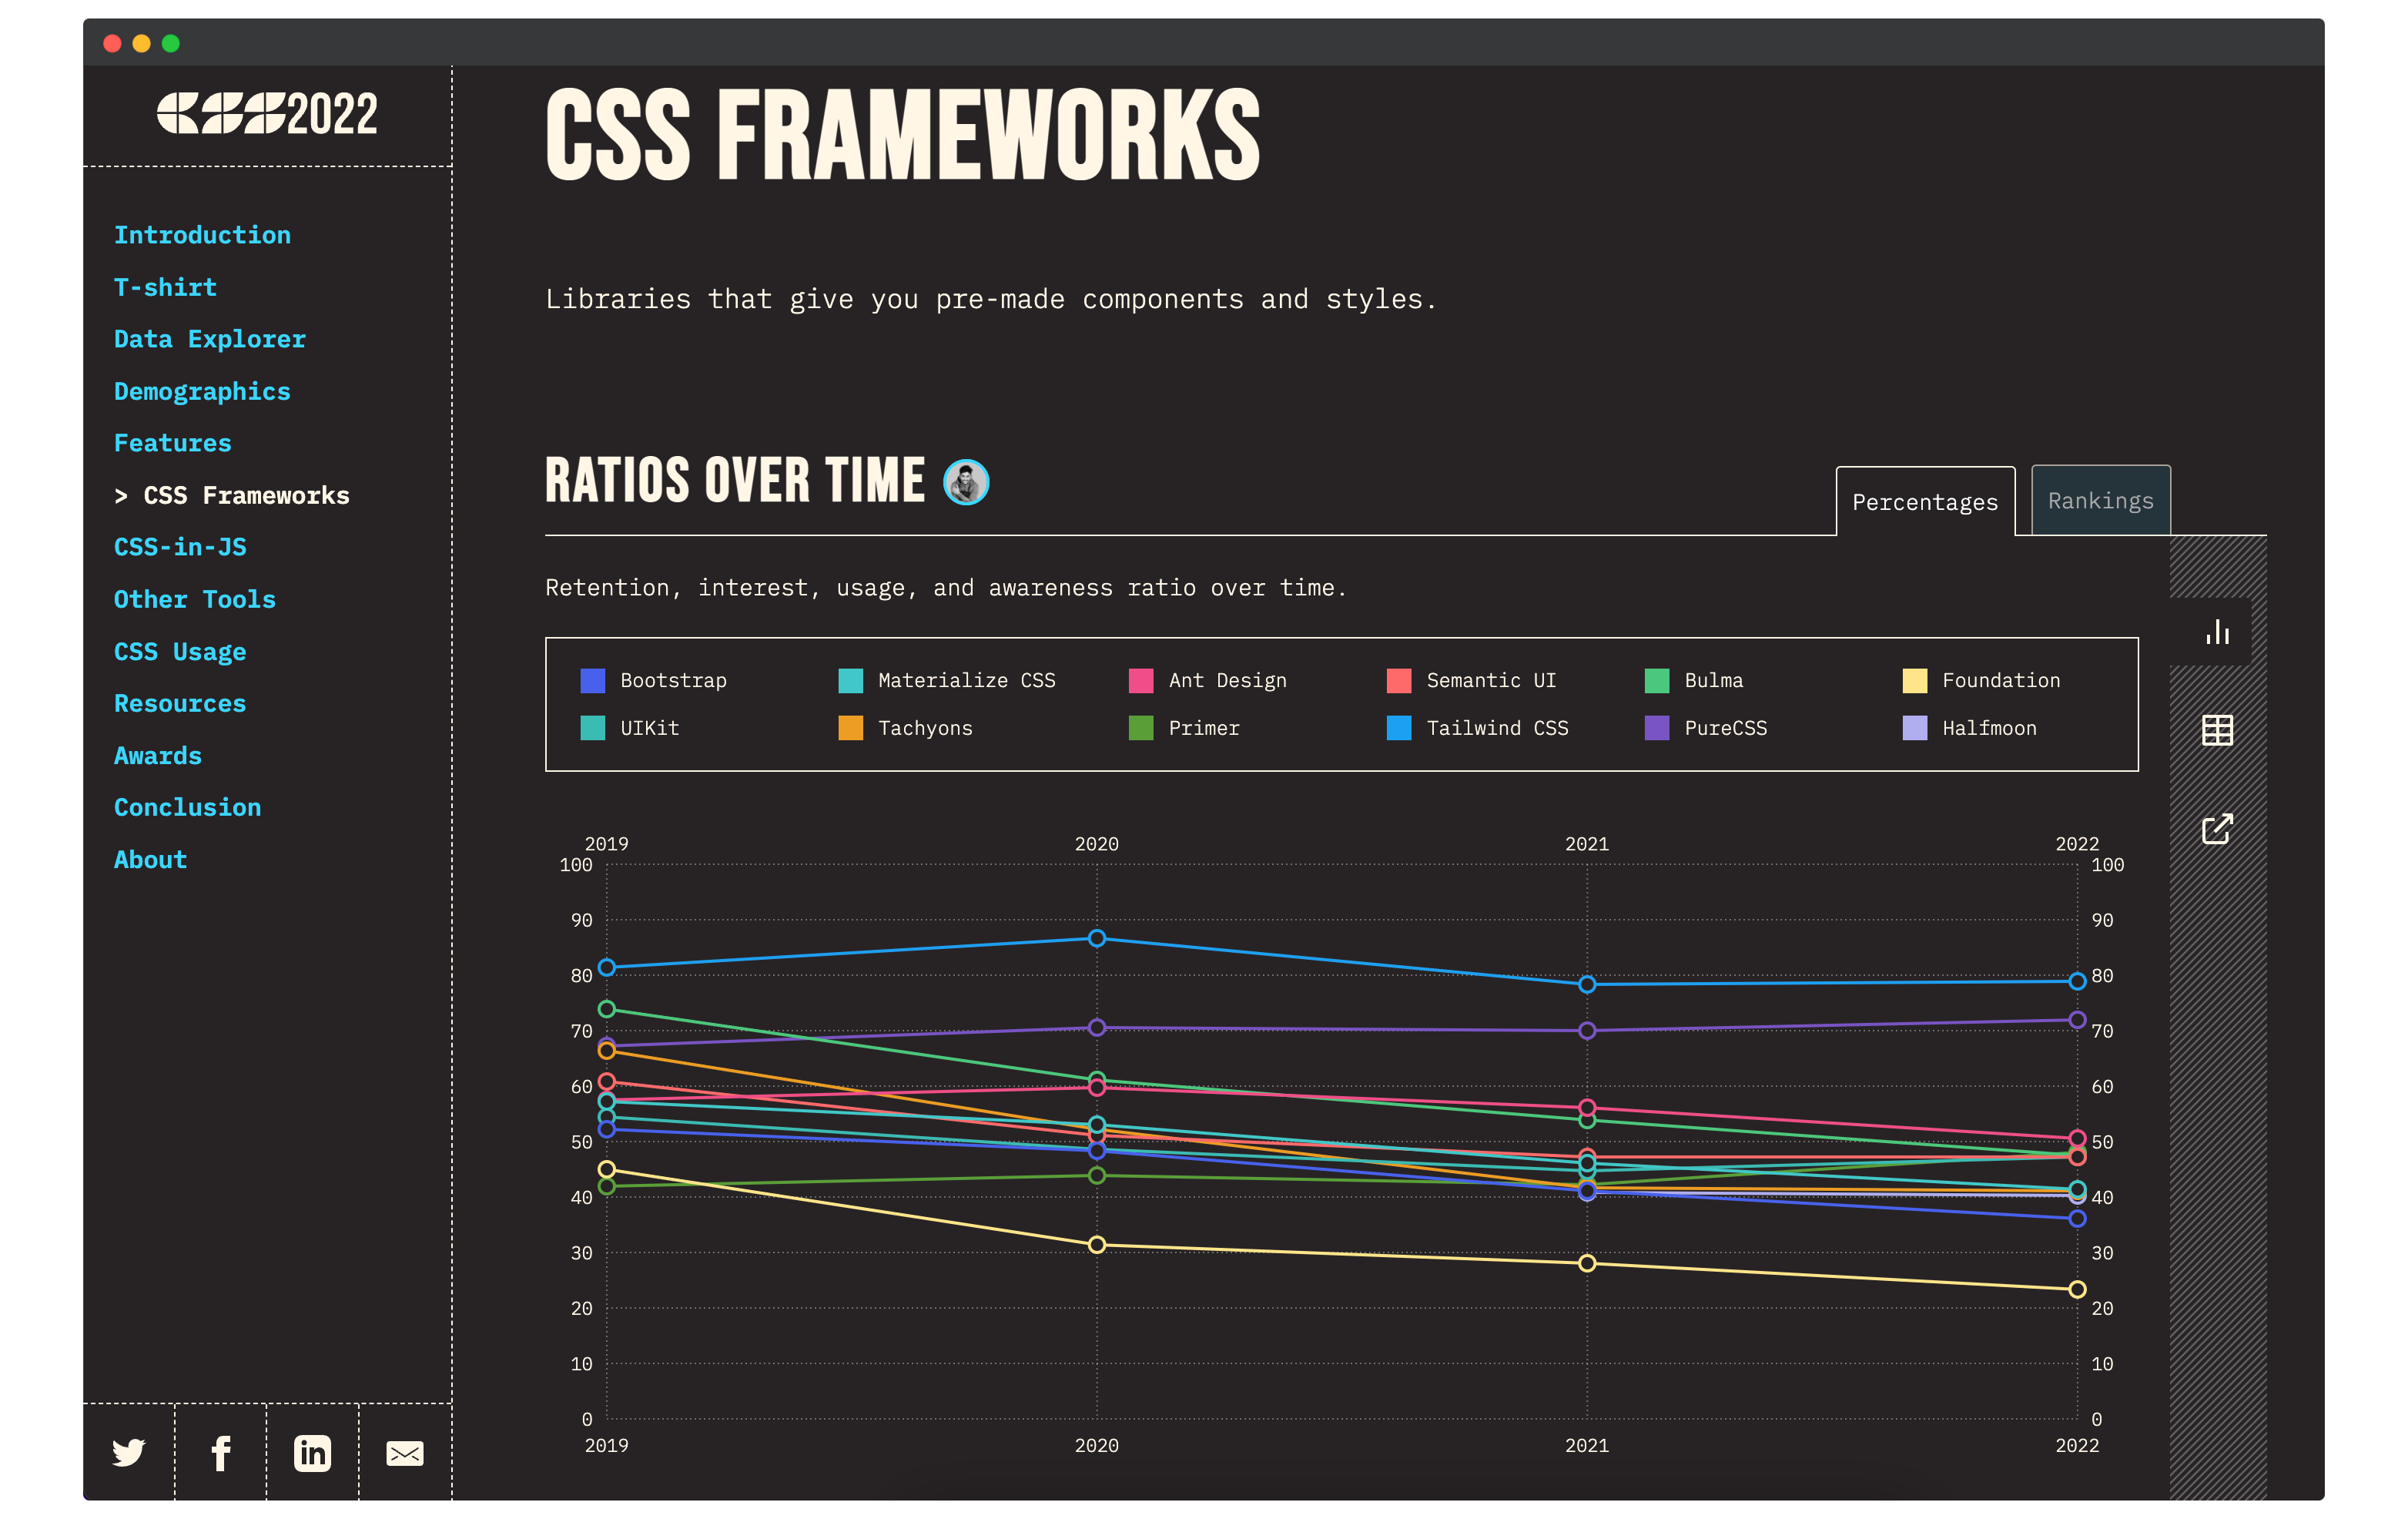 CSS2022
Introduction
T-shirt
Data Explorer
Demographics
Features
> CSS Frameworks
CSS-in-JS
Other Tools
CSS Usage
Resources
Awards
Conclusion
About
CSS FRAMEWORKS
Libraries that give you pre-made components and styles.
RATIOS OVER TIME
Percentages Rankings
Retention, interest, usage, and awareness ratio over time.
Bootstrap Materialize CSS Ant Design Semantic UI Bulma Foundation
UIKit Tachyons Primer Tailwind CSS PureCSS Halfmoon
2019 2020 2021 2022
100 100
90 90
80 80
70 70
60 60
50 50
40 40
30 30
20 20
10 10
0 0
2019 2020 2021 2022